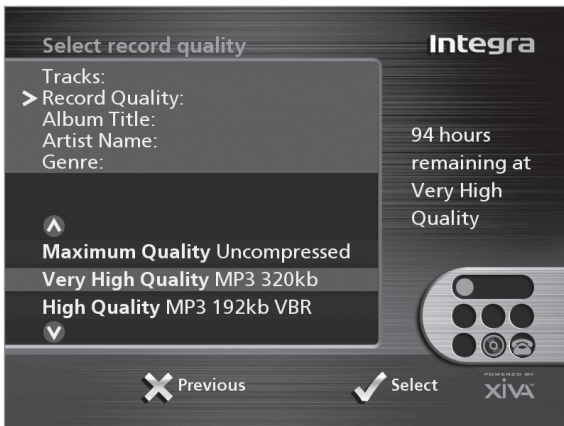 Select record quality
Integra
Tracks:
Record Quality:
Album Title:
Artist Name:
Genre:
94 hours
remaining at
Very High
Quality
Maximum Quality Uncompressed
Very High Quality MP3 320kb
High Quality MP3 192kb VBR
Previous
Select
POWERED BY
XiVA